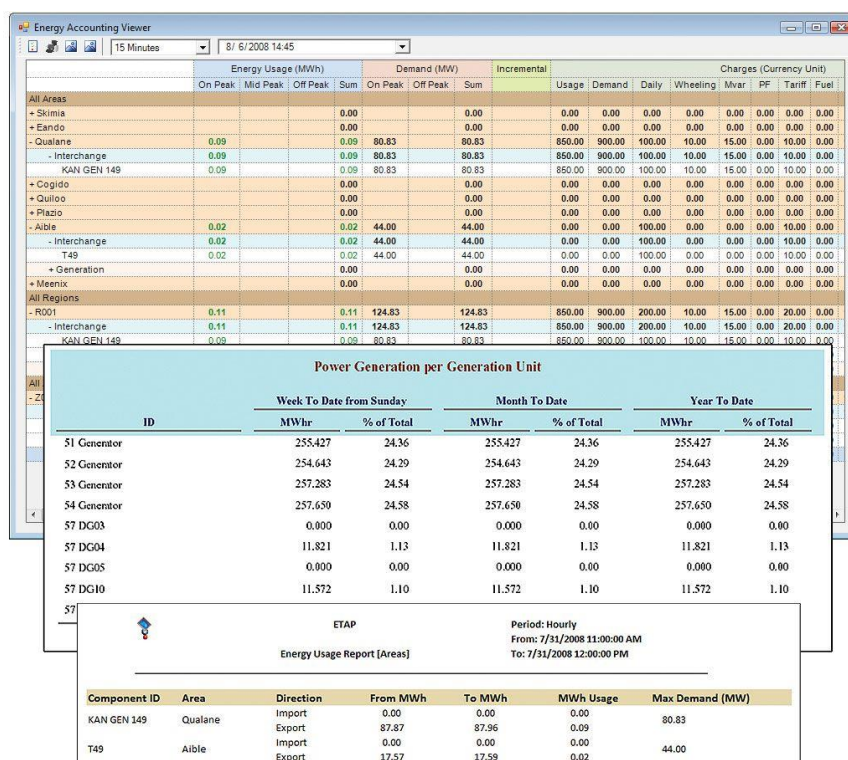 Energy Accounting Viewer
15 Minutes 8/ 6/2008 14:45
Energy Usage (MWh) Demand (MW) Incremental Charges (Currency Unit)
On Peak Mid Peak Off Peak Sum On Peak Off Peak Sum Usage Demand Daily Wheeling Mvar PF Tariff Fuel
All Areas
+ Skimia 0.00 0.00 0.00 0.00 0.00 0.00 0.00 0.00 0.00 0.00
+ Eando 0.00 0.00 0.00 0.00 0.00 0.00 0.00 0.00 0.00 0.00
- Qualane 0.09 0.09 80.83 80.83 850.00 900.00 100.00 10.00 15.00 0.00 10.00 0.00
- Interchange 0.09 0.09 80.83 80.83 850.00 900.00 100.00 10.00 15.00 0.00 10.00 0.00
KAN GEN 149 0.09 0.09 80.83 80.83 850.00 900.00 100.00 10.00 15.00 0.00 10.00 0.00
+ Cogido 0.00 0.00 0.00 0.00 0.00 0.00 0.00 0.00 0.00 0.00
+ Quiloo 0.00 0.00 0.00 0.00 0.00 0.00 0.00 0.00 0.00 0.00
+ Plazio 0.00 0.00 0.00 0.00 0.00 0.00 0.00 0.00 0.00 0.00
- Aible 0.02 0.02 44.00 44.00 0.00 0.00 100.00 0.00 0.00 0.00 10.00 0.00
- Interchange 0.02 0.02 44.00 44.00 0.00 0.00 100.00 0.00 0.00 0.00 10.00 0.00
T49 0.02 0.02 44.00 44.00 0.00 0.00 100.00 0.00 0.00 0.00 10.00 0.00
+ Generation 0.00 0.00 0.00 0.00 0.00 0.00 0.00 0.00 0.00 0.00
+ Meenix 0.00 0.00 0.00 0.00 0.00 0.00 0.00 0.00 0.00 0.00
All Regions
- R001 0.11 0.11 124.83 124.83 850.00 900.00 200.00 10.00 15.00 0.00 20.00 0.00
- Interchange 0.11 0.11 124.83 124.83 850.00 900.00 200.00 10.00 15.00 0.00 20.00 0.00
KAN GEN 149 0.09 0.09 80.83 80.83 850.00 900.00 100.00 10.00 15.00 0.00 10.00 0.00
All
Power Generation per Generation Unit
Week To Date from Sunday Month To Date Year To Date
ID MWhr % of Total MWhr % of Total MWhr % of Total
51 Generator 255.427 24.36 255.427 24.36 255.427 24.36
52 Generator 254.643 24.29 254.643 24.29 254.643 24.29
53 Generator 257.283 24.54 257.283 24.54 257.283 24.54
54 Generator 257.650 24.58 257.650 24.58 257.650 24.58
57 DG03 0.000 0.00 0.000 0.00 0.000 0.00
57 DG04 11.821 1.13 11.821 1.13 11.821 1.13
57 DG05 0.000 0.00 0.000 0.00 0.000 0.00
57 DG10 11.572 1.10 11.572 1.10 11.572 1.10
57
ETAP Period: Hourly
From: 7/31/2008 11:00:00 AM
Energy Usage Report [Areas] To: 7/31/2008 12:00:00 PM
Component ID Area Direction From MWh To MWh MWh Usage Max Demand (MW)
Import 0.00 0.00 0.00
KAN GEN 149 Qualane 80.83
Export 87.87 87.96 0.09
Import 0.00 0.00 0.00
T49 Aible 44.00
Export 17.57 17.59 0.02